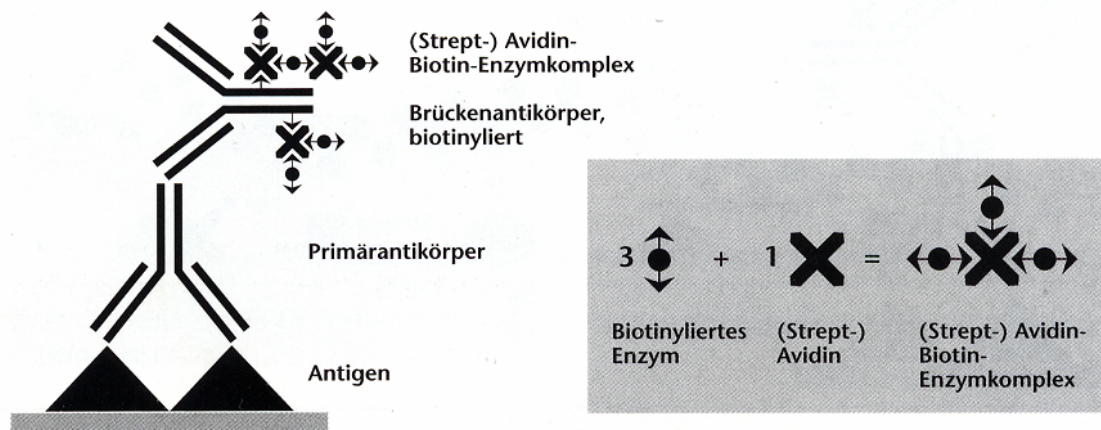 (Strept-) Avidin-
Biotin-Enzymkomplex
Brückenantikörper,
biotinyliert
Primärantikörper
Antigen
3 + 1 =
Biotinyliertes
Enzym
(Strept-)
Avidin
(Strept-) Avidin-
Biotin-
Enzymkomplex